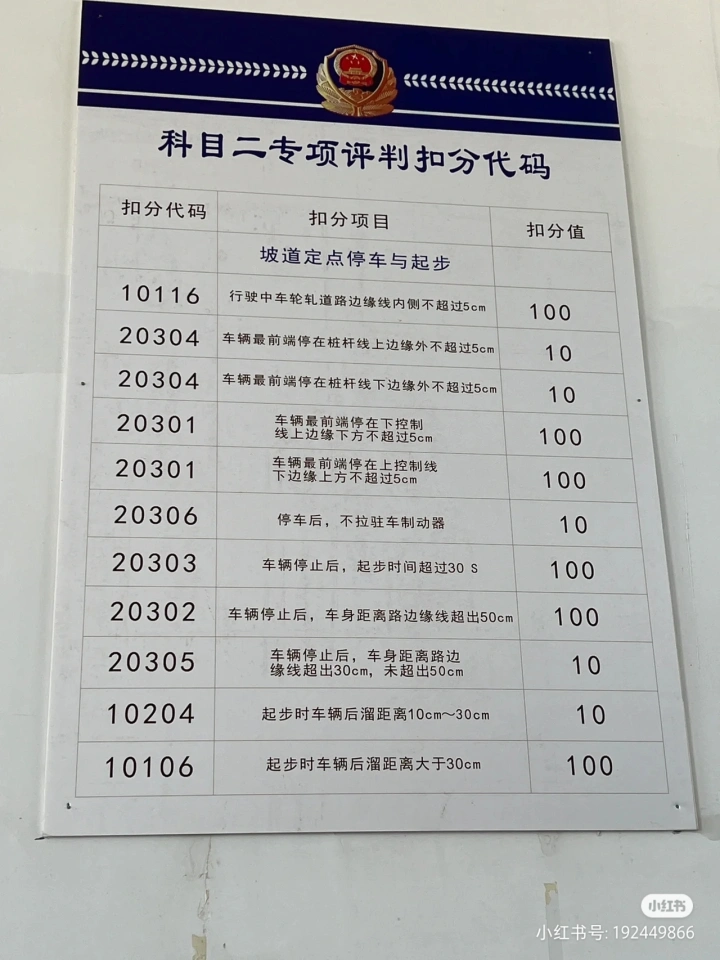 科目二专项评判扣分代码
扣分代码 扣分项目 扣分值
坡道定点停车与起步
10116 行驶中车轮轧道路边缘线内侧不超过5cm 100
20304 车辆最前端停在桩杆线上边缘外不超过5cm 10
20304 车辆最前端停在桩杆线下边缘外不超过5cm 10
20301 车辆最前端停在下控制
线上边缘下方不超过5cm 100
20301 车辆最前端停在上控制线
下边缘上方不超过5cm 100
20306 停车后，不拉驻车制动器 10
20303 车辆停止后，起步时间超过30 S 100
20302 车辆停止后，车身距离路边缘线超出50cm 100
20305 车辆停止后，车身距离路边
缘线超出30cm，未超出50cm 10
10204 起步时车辆后溜距离10cm～30cm 10
10106 起步时车辆后溜距离大于30cm 100
小红书
小红书号: 192449866